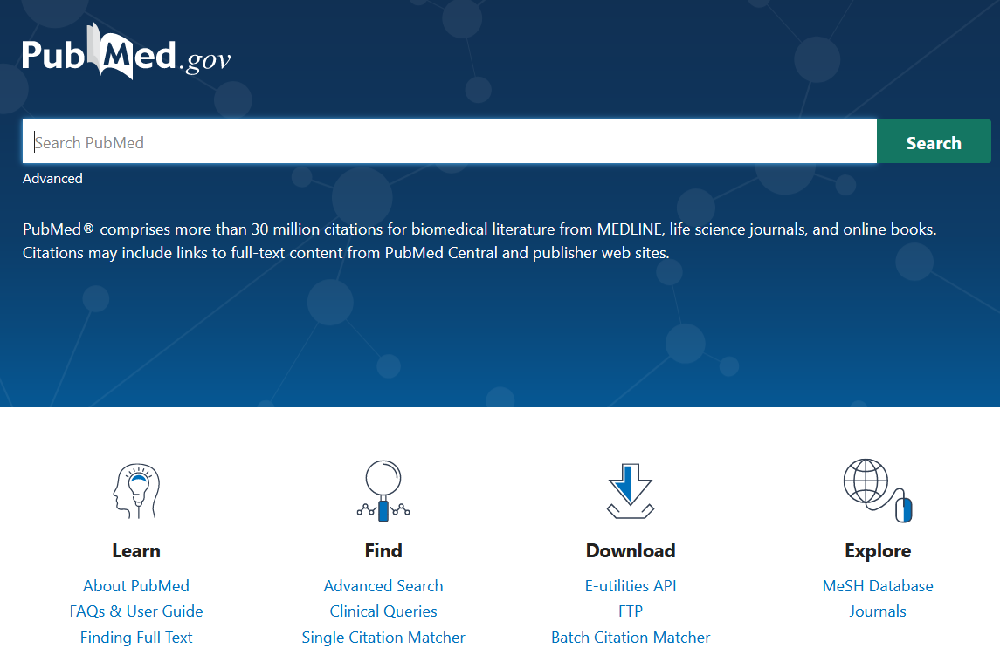 PubMed.gov
Search PubMed
Search
Advanced
PubMed® comprises more than 30 million citations for biomedical literature from MEDLINE, life science journals, and online books.
Citations may include links to full-text content from PubMed Central and publisher web sites.
Learn
About PubMed
FAQs & User Guide
Finding Full Text
Find
Advanced Search
Clinical Queries
Single Citation Matcher
Download
E-utilities API
FTP
Batch Citation Matcher
Explore
MeSH Database
Journals